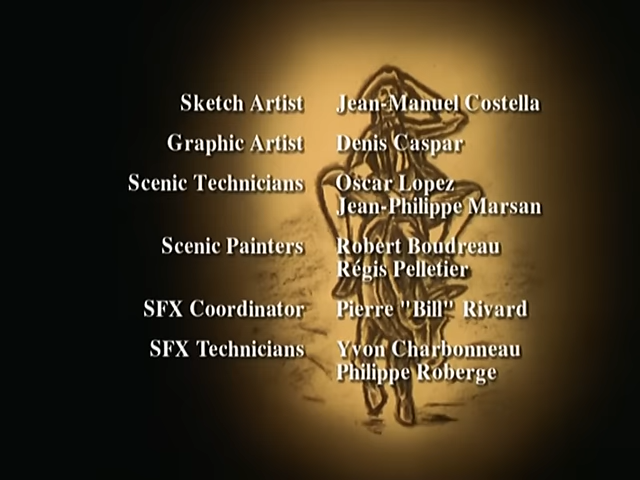 Sketch Artist Jean-Manuel Costella
Graphic Artist Denis Caspar
Scenic Technicians Oscar Lopez
Jean-Philippe Marsan
Scenic Painters Robert Boudreau
Régis Pelletier
SFX Coordinator Pierre "Bill" Rivard
SFX Technicians Yvon Charbonneau
Philippe Roberge